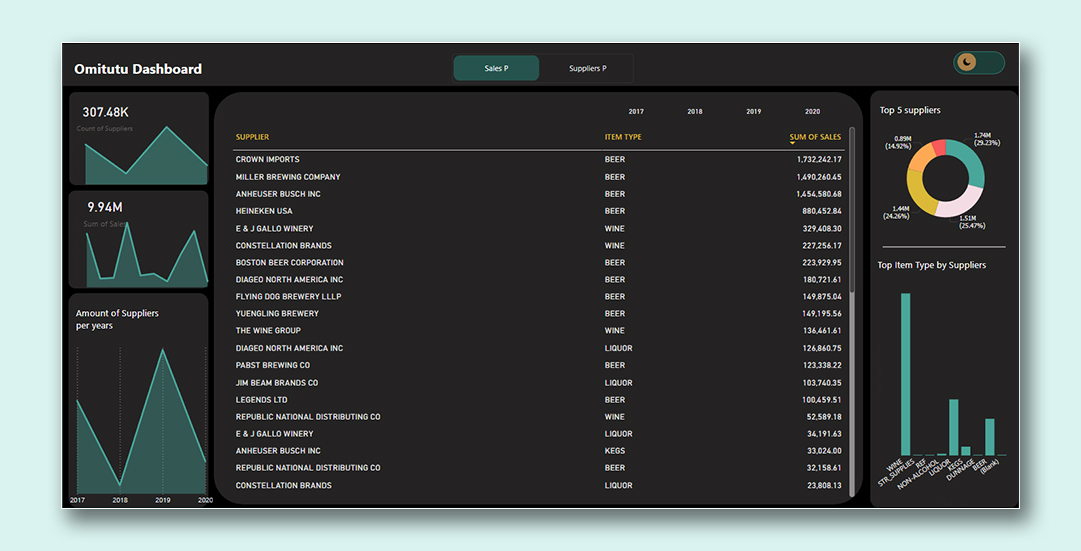 Omitutu Dashboard
Sales P
Suppliers P
307.48K
Count of Suppliers
9.94M
Sum of Sales
Amount of Suppliers
per years
2017 2018 2019 2020
2017 2018 2019 2020
SUPPLIER ITEM TYPE SUM OF SALES
CROWN IMPORTS BEER 1,732,242.17
MILLER BREWING COMPANY BEER 1,490,260.45
ANHEUSER BUSCH INC BEER 1,454,580.68
HEINEKEN USA BEER 880,452.84
E & J GALLO WINERY WINE 329,408.30
CONSTELLATION BRANDS WINE 227,256.17
BOSTON BEER CORPORATION BEER 223,929.95
DIAGEO NORTH AMERICA INC BEER 180,721.61
FLYING DOG BREWERY LLLP BEER 149,875.04
YUENGLING BREWERY BEER 149,195.56
THE WINE GROUP WINE 136,461.61
DIAGEO NORTH AMERICA INC LIQUOR 126,860.75
PABST BREWING CO BEER 123,338.22
JIM BEAM BRANDS CO LIQUOR 103,740.35
LEGENDS LTD BEER 100,459.51
REPUBLIC NATIONAL DISTRIBUTING CO WINE 52,589.18
E & J GALLO WINERY LIQUOR 34,191.63
ANHEUSER BUSCH INC KEGS 33,024.00
REPUBLIC NATIONAL DISTRIBUTING CO BEER 32,158.61
CONSTELLATION BRANDS LIQUOR 23,808.13
Top 5 suppliers
0.89M
(14.92%)
1.74M
(29.23%)
1.44M
(24.26%)
1.51M
(25.47%)
Top Item Type by Suppliers
WINE
STR_SUPPLIES
REF
NON-ALCOHOL
LIQUOR
KEGS
DUNNAGE
BEER
(Blank)